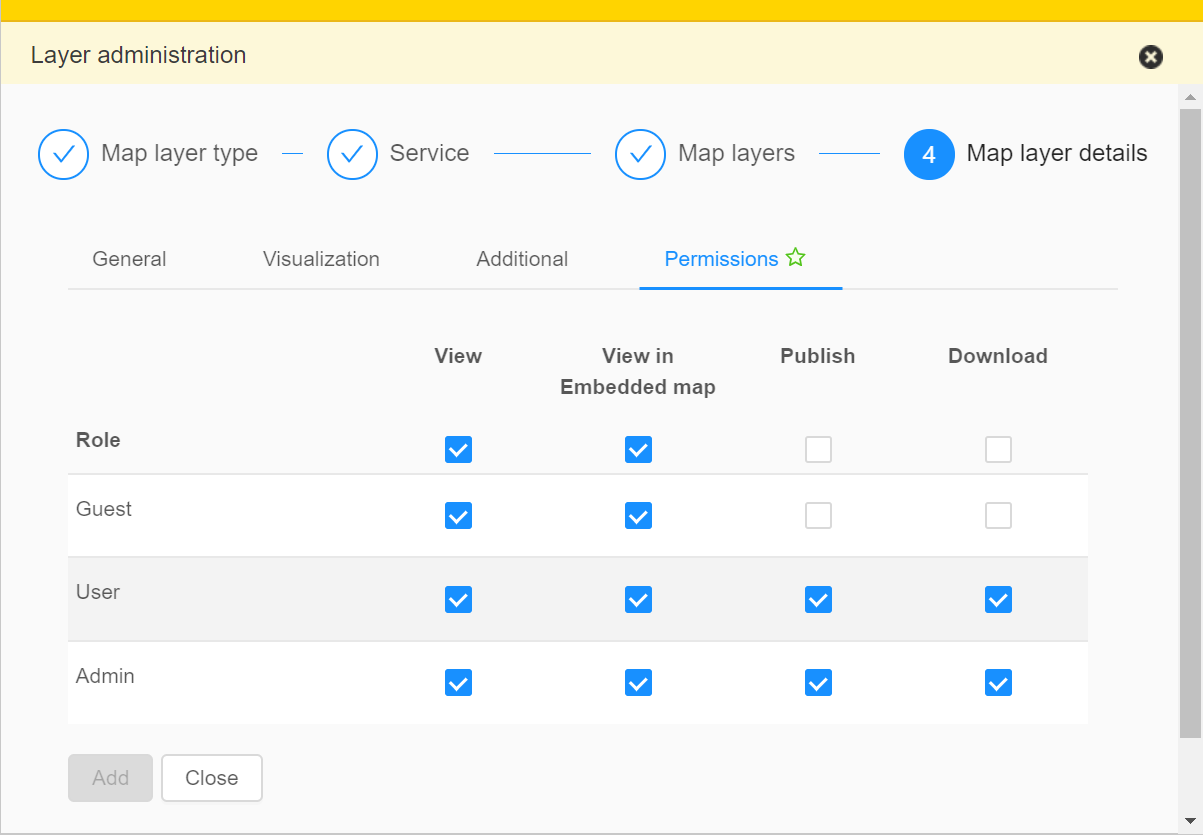 Layer administration
Map layer type
Service
Map layers
4 Map layer details
General Visualization Additional Permissions
View View in Publish Download
Embedded map
Role
Guest
User
Admin
Add Close